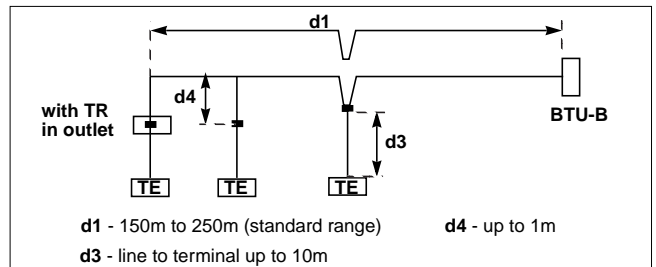 d1
d4
with TR
in outlet
BTU-B
d3
TE
TE
TE
d1 - 150m to 250m (standard range)
d4 - up to 1m
d3 - line to terminal up to 10m